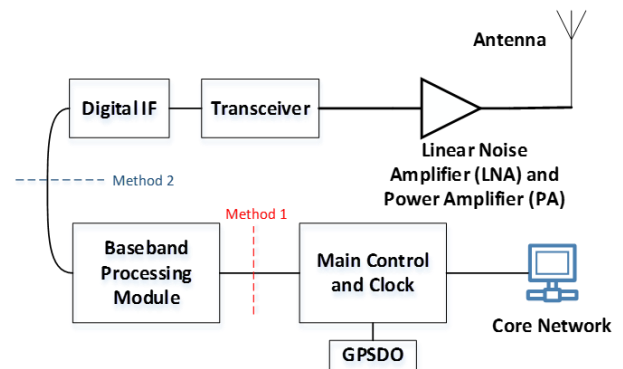 Antenna
Digital IF
Transceiver
Linear Noise
Amplifier (LNA) and
Power Amplifier (PA)
Method 2
Method 1
Baseband
Processing
Module
Main Control
and Clock
Core Network
GPSDO